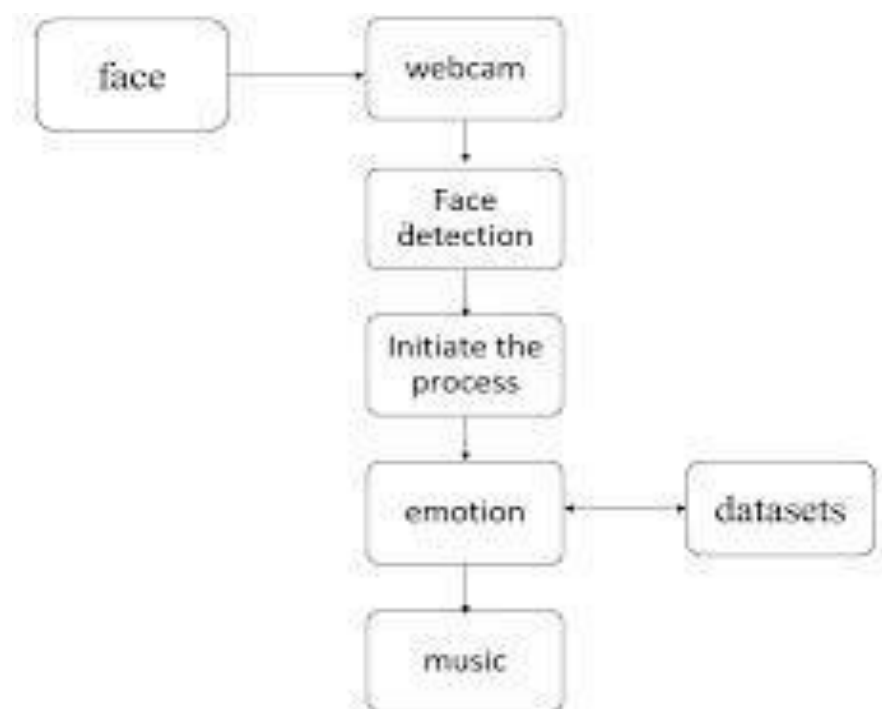 face
webcam
Face
detection
Initiate the
process
emotion
datasets
music